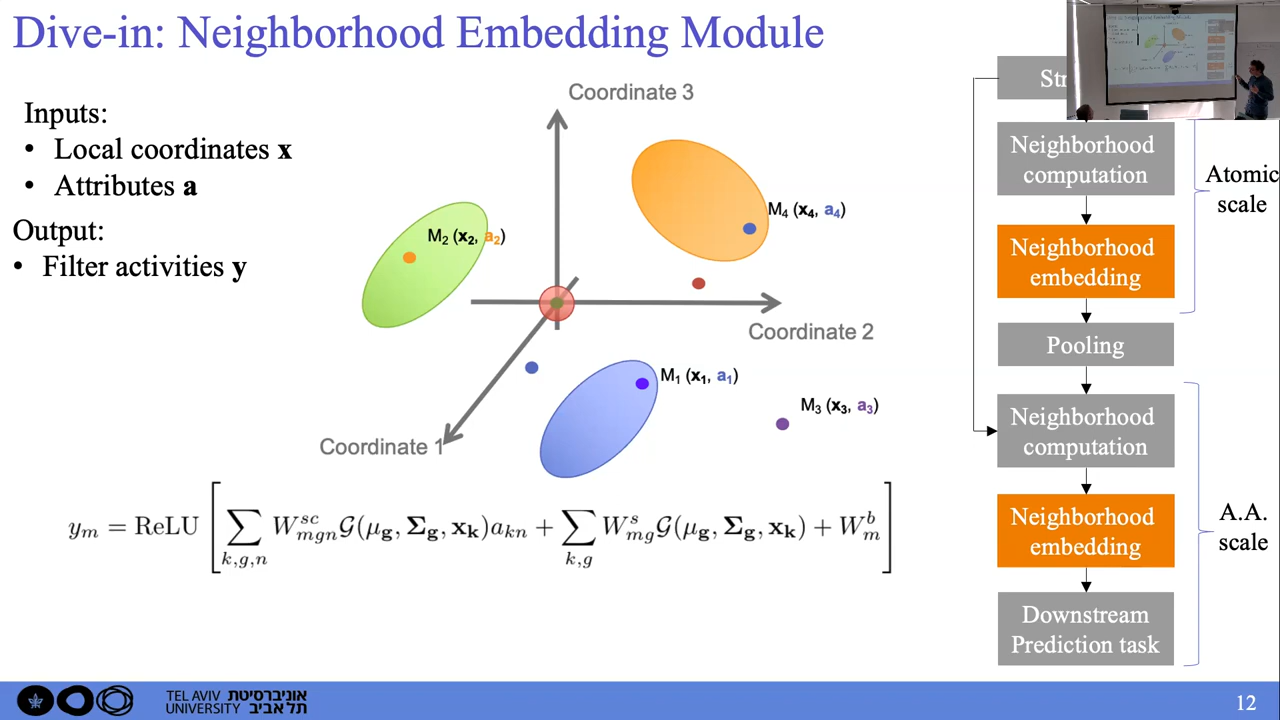 Dive-in: Neighborhood Embedding Module
Inputs:
• Local coordinates x
• Attributes a
Output:
• Filter activities y
Coordinate 3
M₄ (x₄, a₄)
M₂ (x₂, a₂)
Coordinate 2
M₁ (x₁, a₁)
M₃ (x₃, a₃)
Coordinate 1
y_m = ReLU [ ∑_{k,g,n} W^{sc}_{mgn} 𝒢(μ_g, Σ_g, x_k) a_{kn} + ∑_{k,g} W^s_{mg} 𝒢(μ_g, Σ_g, x_k) + W^b_m ]
Neighborhood
computation
Atomic
scale
Neighborhood
embedding
Pooling
Neighborhood
computation
Neighborhood
embedding
A.A.
scale
Downstream
Prediction task
TEL AVIV אוניברסיטת
UNIVERSITY תל אביב
12